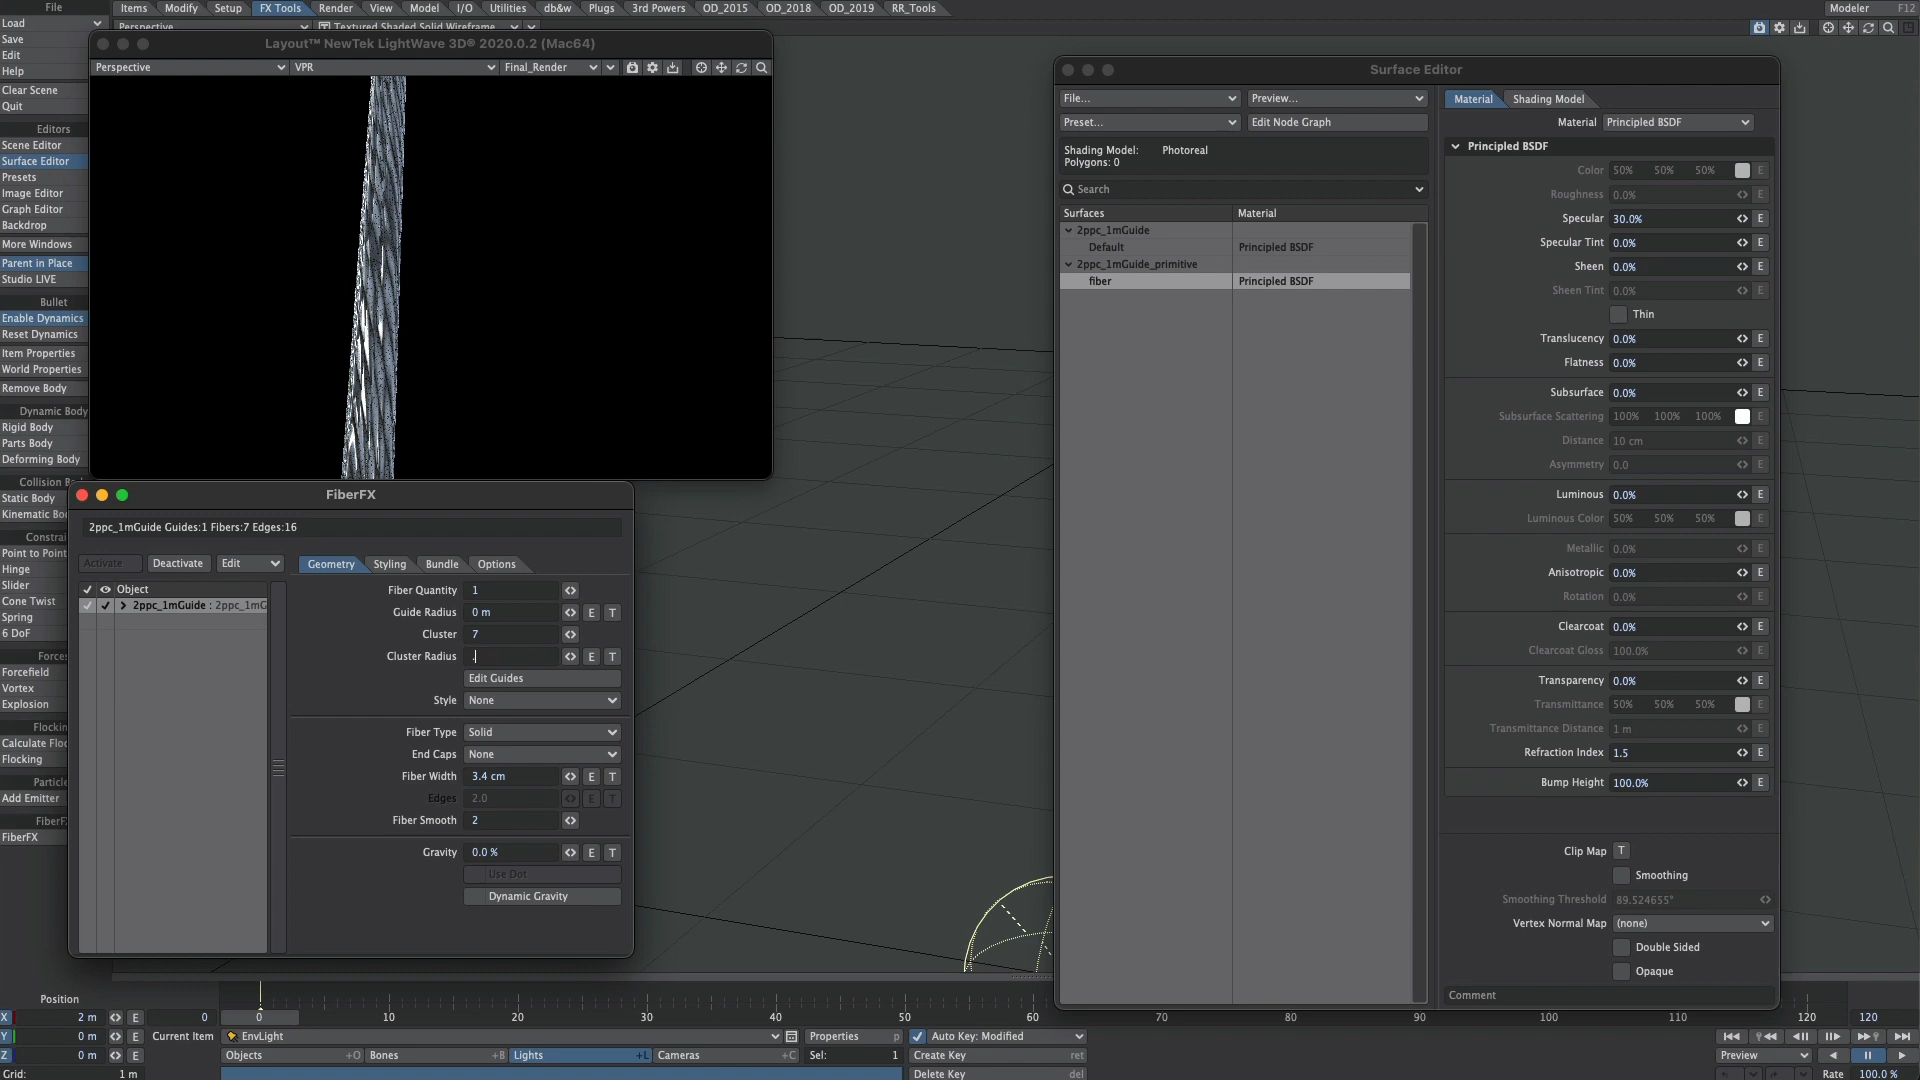 File Items Modify Setup FX Tools Render View Model I/O Utilities db&w Plugs 3rd Powers OD_2015 OD_2018 OD_2019 RR_Tools Modeler F12
Load
Save
Edit
Help
Clear Scene
Quit
Editors
Scene Editor
Surface Editor
Presets
Image Editor
Graph Editor
Backdrop
More Windows
Parent in Place
Studio LIVE
Bullet
Enable Dynamics
Reset Dynamics
Item Properties
World Properties
Remove Body
Dynamic Body
Rigid Body
Parts Body
Deforming Body
Collision B
Static Body
Kinematic Bo
Constrai
Point to Point
Hinge
Slider
Cone Twist
Spring
6 DoF
Forces
Forcefield
Vortex
Explosion
Flockin
Calculate Floc
Flocking
Particle
Add Emitter
FiberF
FiberFX
Perspective Textured Shaded Solid Wireframe
Layout™ NewTek LightWave 3D® 2020.0.2 (Mac64)
Perspective VPR Final_Render
FiberFX
2ppc_1mGuide Guides:1 Fibers:7 Edges:16
Activate Deactivate Edit
Object
2ppc_1mGuide : 2ppc_1mG
Geometry Styling Bundle Options
Fiber Quantity 1
Guide Radius 0 m E T
Cluster 7
Cluster Radius . E T
Edit Guides
Style None
Fiber Type Solid
End Caps None
Fiber Width 3.4 cm E T
Edges 2.0 E T
Fiber Smooth 2
Gravity 0.0 % E T
Use Dot
Dynamic Gravity
Surface Editor
File... Preview...
Preset... Edit Node Graph
Shading Model: Photoreal
Polygons: 0
Search
Surfaces Material
2ppc_1mGuide
Default Principled BSDF
2ppc_1mGuide_primitive
fiber Principled BSDF
Material Shading Model
Material Principled BSDF
Principled BSDF
Color 50% 50% 50% E
Roughness 0.0% E
Specular 30.0% E
Specular Tint 0.0% E
Sheen 0.0% E
Sheen Tint 0.0% E
Thin
Translucency 0.0% E
Flatness 0.0% E
Subsurface 0.0% E
Subsurface Scattering 100% 100% 100% E
Distance 10 cm E
Asymmetry 0.0 E
Luminous 0.0% E
Luminous Color 50% 50% 50% E
Metallic 0.0% E
Anisotropic 0.0% E
Rotation 0.0% E
Clearcoat 0.0% E
Clearcoat Gloss 100.0% E
Transparency 0.0% E
Transmittance 50% 50% 50% E
Transmittance Distance 1 m E
Refraction Index 1.5 E
Bump Height 100.0% E
Clip Map T
Smoothing
Smoothing Threshold 89.524655°
Vertex Normal Map (none)
Double Sided
Opaque
Comment
Position
X 2 m E 0 0 10 20 30 40 50 60 70 80 90 100 110 120 120
Y 0 m E Current Item EnvLight Properties p Auto Key: Modified
Z 0 m E Objects +O Bones +B Lights +L Cameras +C Sel: 1 Create Key ret Preview
Grid: 1 m Delete Key del Rate 100.0 %